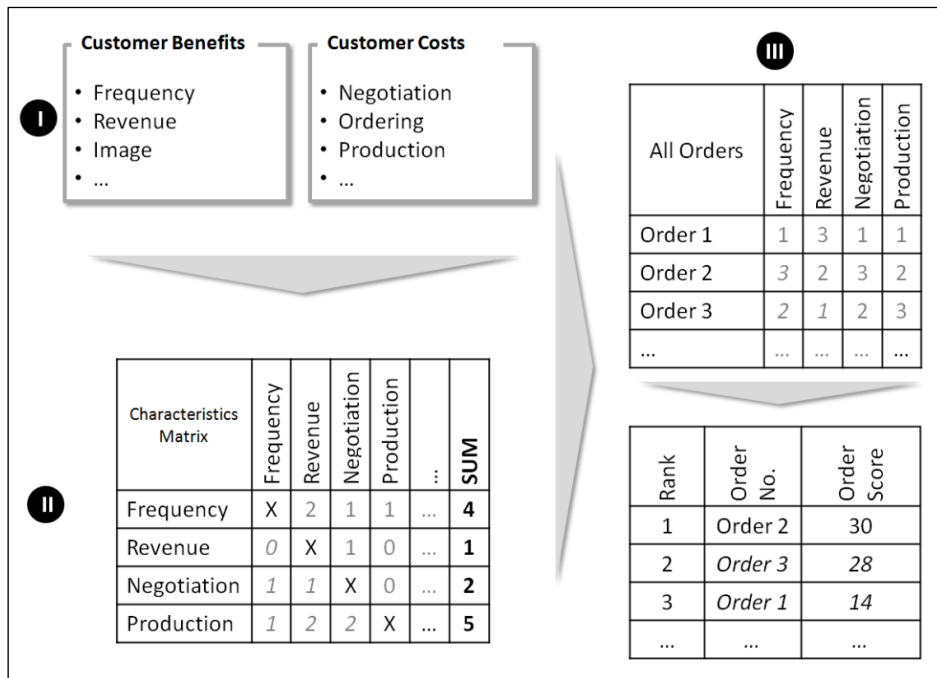 Customer Benefits
• Frequency
• Revenue
• Image
• ...
Customer Costs
• Negotiation
• Ordering
• Production
• ...
I
Characteristics
Matrix
Frequency
Revenue
Negotiation
Production
...
SUM
Frequency X 2 1 1 ... 4
Revenue 0 X 1 0 ... 1
Negotiation 1 1 X 0 ... 2
Production 1 2 2 X ... 5
II
III
All Orders
Frequency
Revenue
Negotiation
Production
Order 1 1 3 1 1
Order 2 3 2 3 2
Order 3 2 1 2 3
... ... ... ... ...
Rank
Order
No.
Order
Score
1 Order 2 30
2 Order 3 28
3 Order 1 14
... ... ...